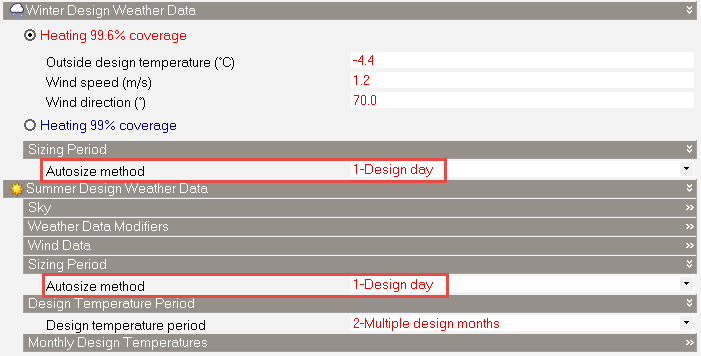 Winter Design Weather Data
Heating 99.6% coverage
Outside design temperature (°C) -4.4
Wind speed (m/s) 1.2
Wind direction (°) 70.0
Heating 99% coverage
Sizing Period
Autosize method 1-Design day
Summer Design Weather Data
Sky
Weather Data Modifiers
Wind Data
Sizing Period
Autosize method 1-Design day
Design Temperature Period
Design temperature period 2-Multiple design months
Monthly Design Temperatures